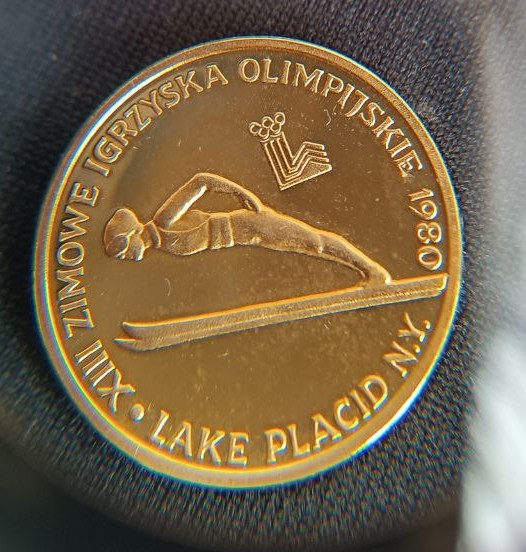 XIII ZIMOWE IGRZYSKA OLIMPIJSKIE 1980
• LAKE PLACID N.Y.